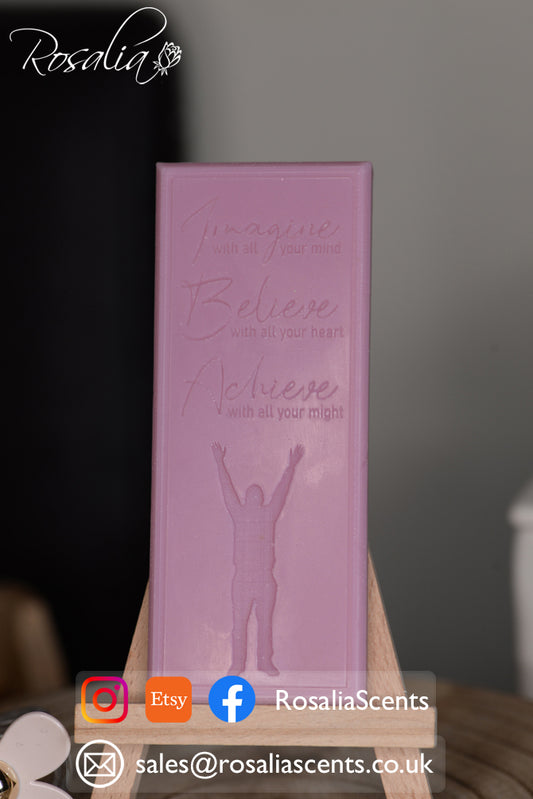 Rosalia
Imagine
with all your mind
Believe
with all your heart
Achieve
with all your might
Etsy
RosaliaScents
sales@rosaliascents.co.uk